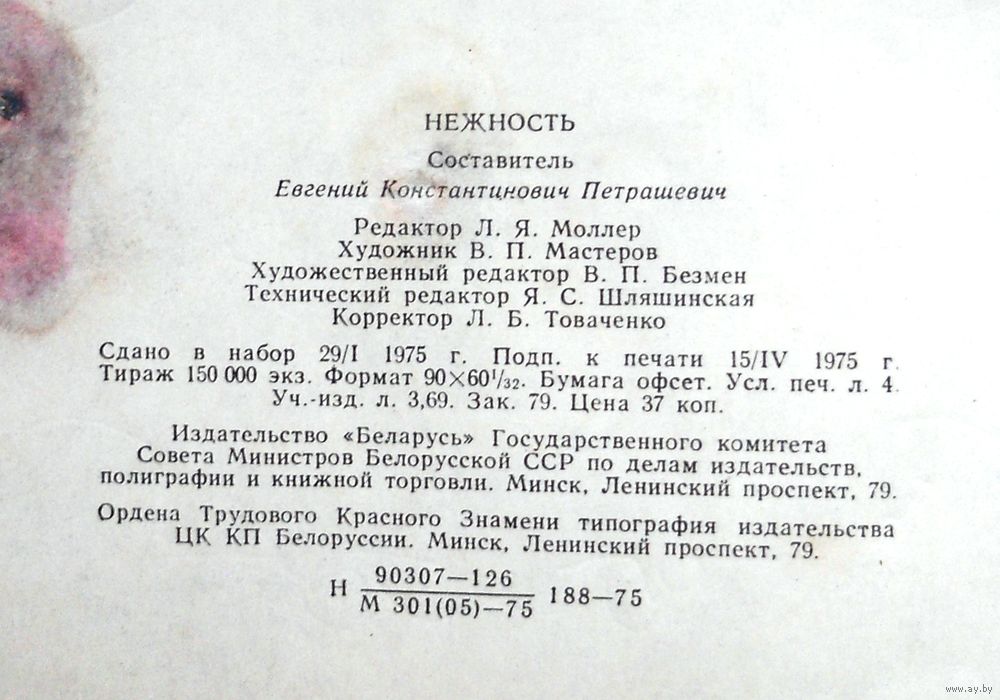 НЕЖНОСТЬ
Составитель
Евгений Константинович Петрашевич
Редактор Л. Я. Моллер
Художник В. П. Мастеров
Художественный редактор В. П. Безмен
Технический редактор Я. С. Шляшинская
Корректор Л. Б. Товаченко
Сдано в набор 29/I 1975 г. Подп. к печати 15/IV 1975 г.
Тираж 150 000 экз. Формат 90×60¹/₃₂. Бумага офсет. Усл. печ. л. 4.
Уч.-изд. л. 3,69. Зак. 79. Цена 37 коп.
Издательство «Беларусь» Государственного комитета
Совета Министров Белорусской ССР по делам издательств,
полиграфии и книжной торговли. Минск, Ленинский проспект, 79.
Ордена Трудового Красного Знамени типография издательства
ЦК КП Белоруссии. Минск, Ленинский проспект, 79.
90307—126
Н 188—75
М 301(05)—75
www.ay.by